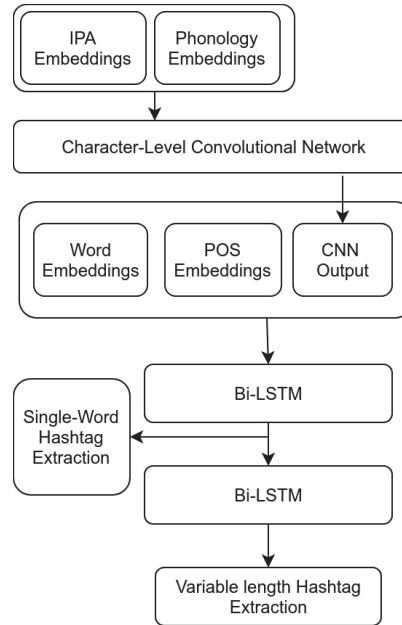 IPA
Embeddings
Phonology
Embeddings
Character-Level Convolutional Network
Word
Embeddings
POS
Embeddings
CNN
Output
Bi-LSTM
Single-Word
Hashtag
Extraction
Bi-LSTM
Variable length Hashtag
Extraction